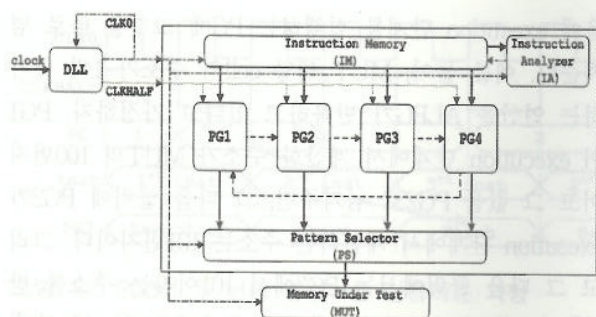 CLK0
clock
DLL
CLKHALF
Instruction Memory
(IM)
Instruction
Analyzer
(IA)
PG1
PG2
PG3
PG4
Pattern Selector
(PS)
Memory Under Test
(MUT)